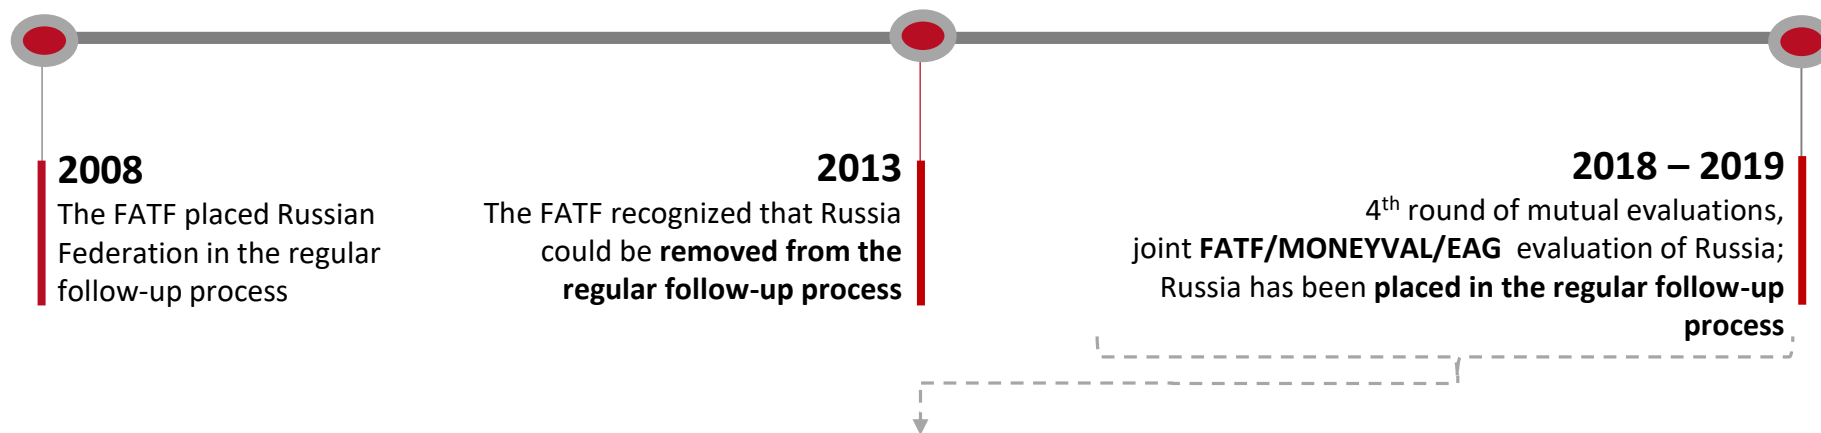 2008
The FATF placed Russian
Federation in the regular
follow-up process
2013
The FATF recognized that Russia
could be removed from the
regular follow-up process
2018 – 2019
4th round of mutual evaluations,
joint FATF/MONEYVAL/EAG evaluation of Russia;
Russia has been placed in the regular follow-up
process